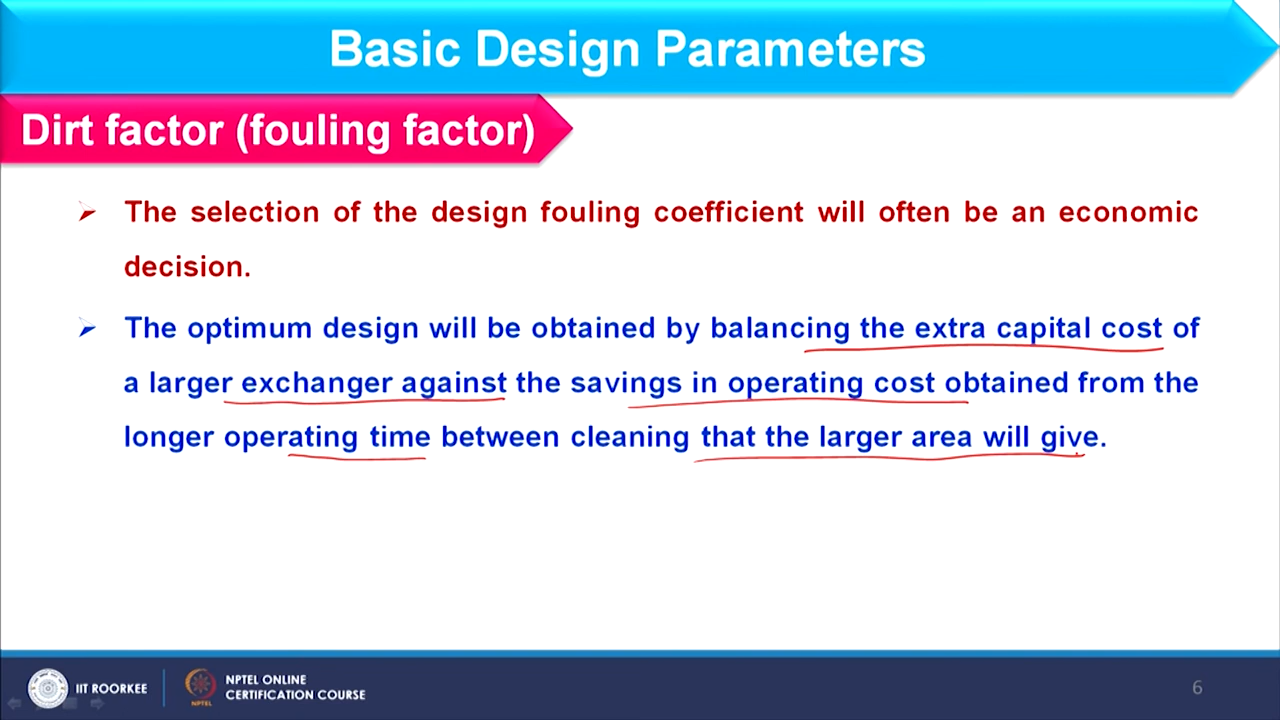 Basic Design Parameters
Dirt factor (fouling factor)
The selection of the design fouling coefficient will often be an economic
decision.
The optimum design will be obtained by balancing the extra capital cost of
a larger exchanger against the savings in operating cost obtained from the
longer operating time between cleaning that the larger area will give.
IIT ROORKEE
NPTEL
NPTEL ONLINE
CERTIFICATION COURSE
6